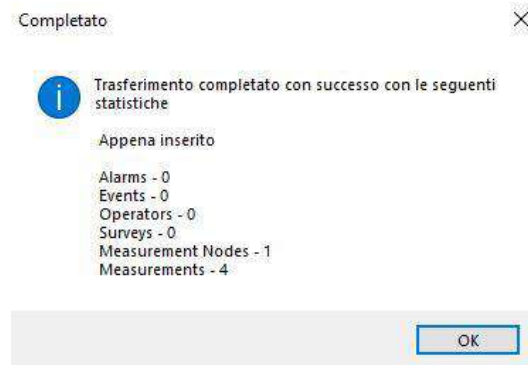 Completato
Trasferimento completato con successo con le seguenti
statistiche
Appena inserito
Alarms - 0
Events - 0
Operators - 0
Surveys - 0
Measurement Nodes - 1
Measurements - 4
OK